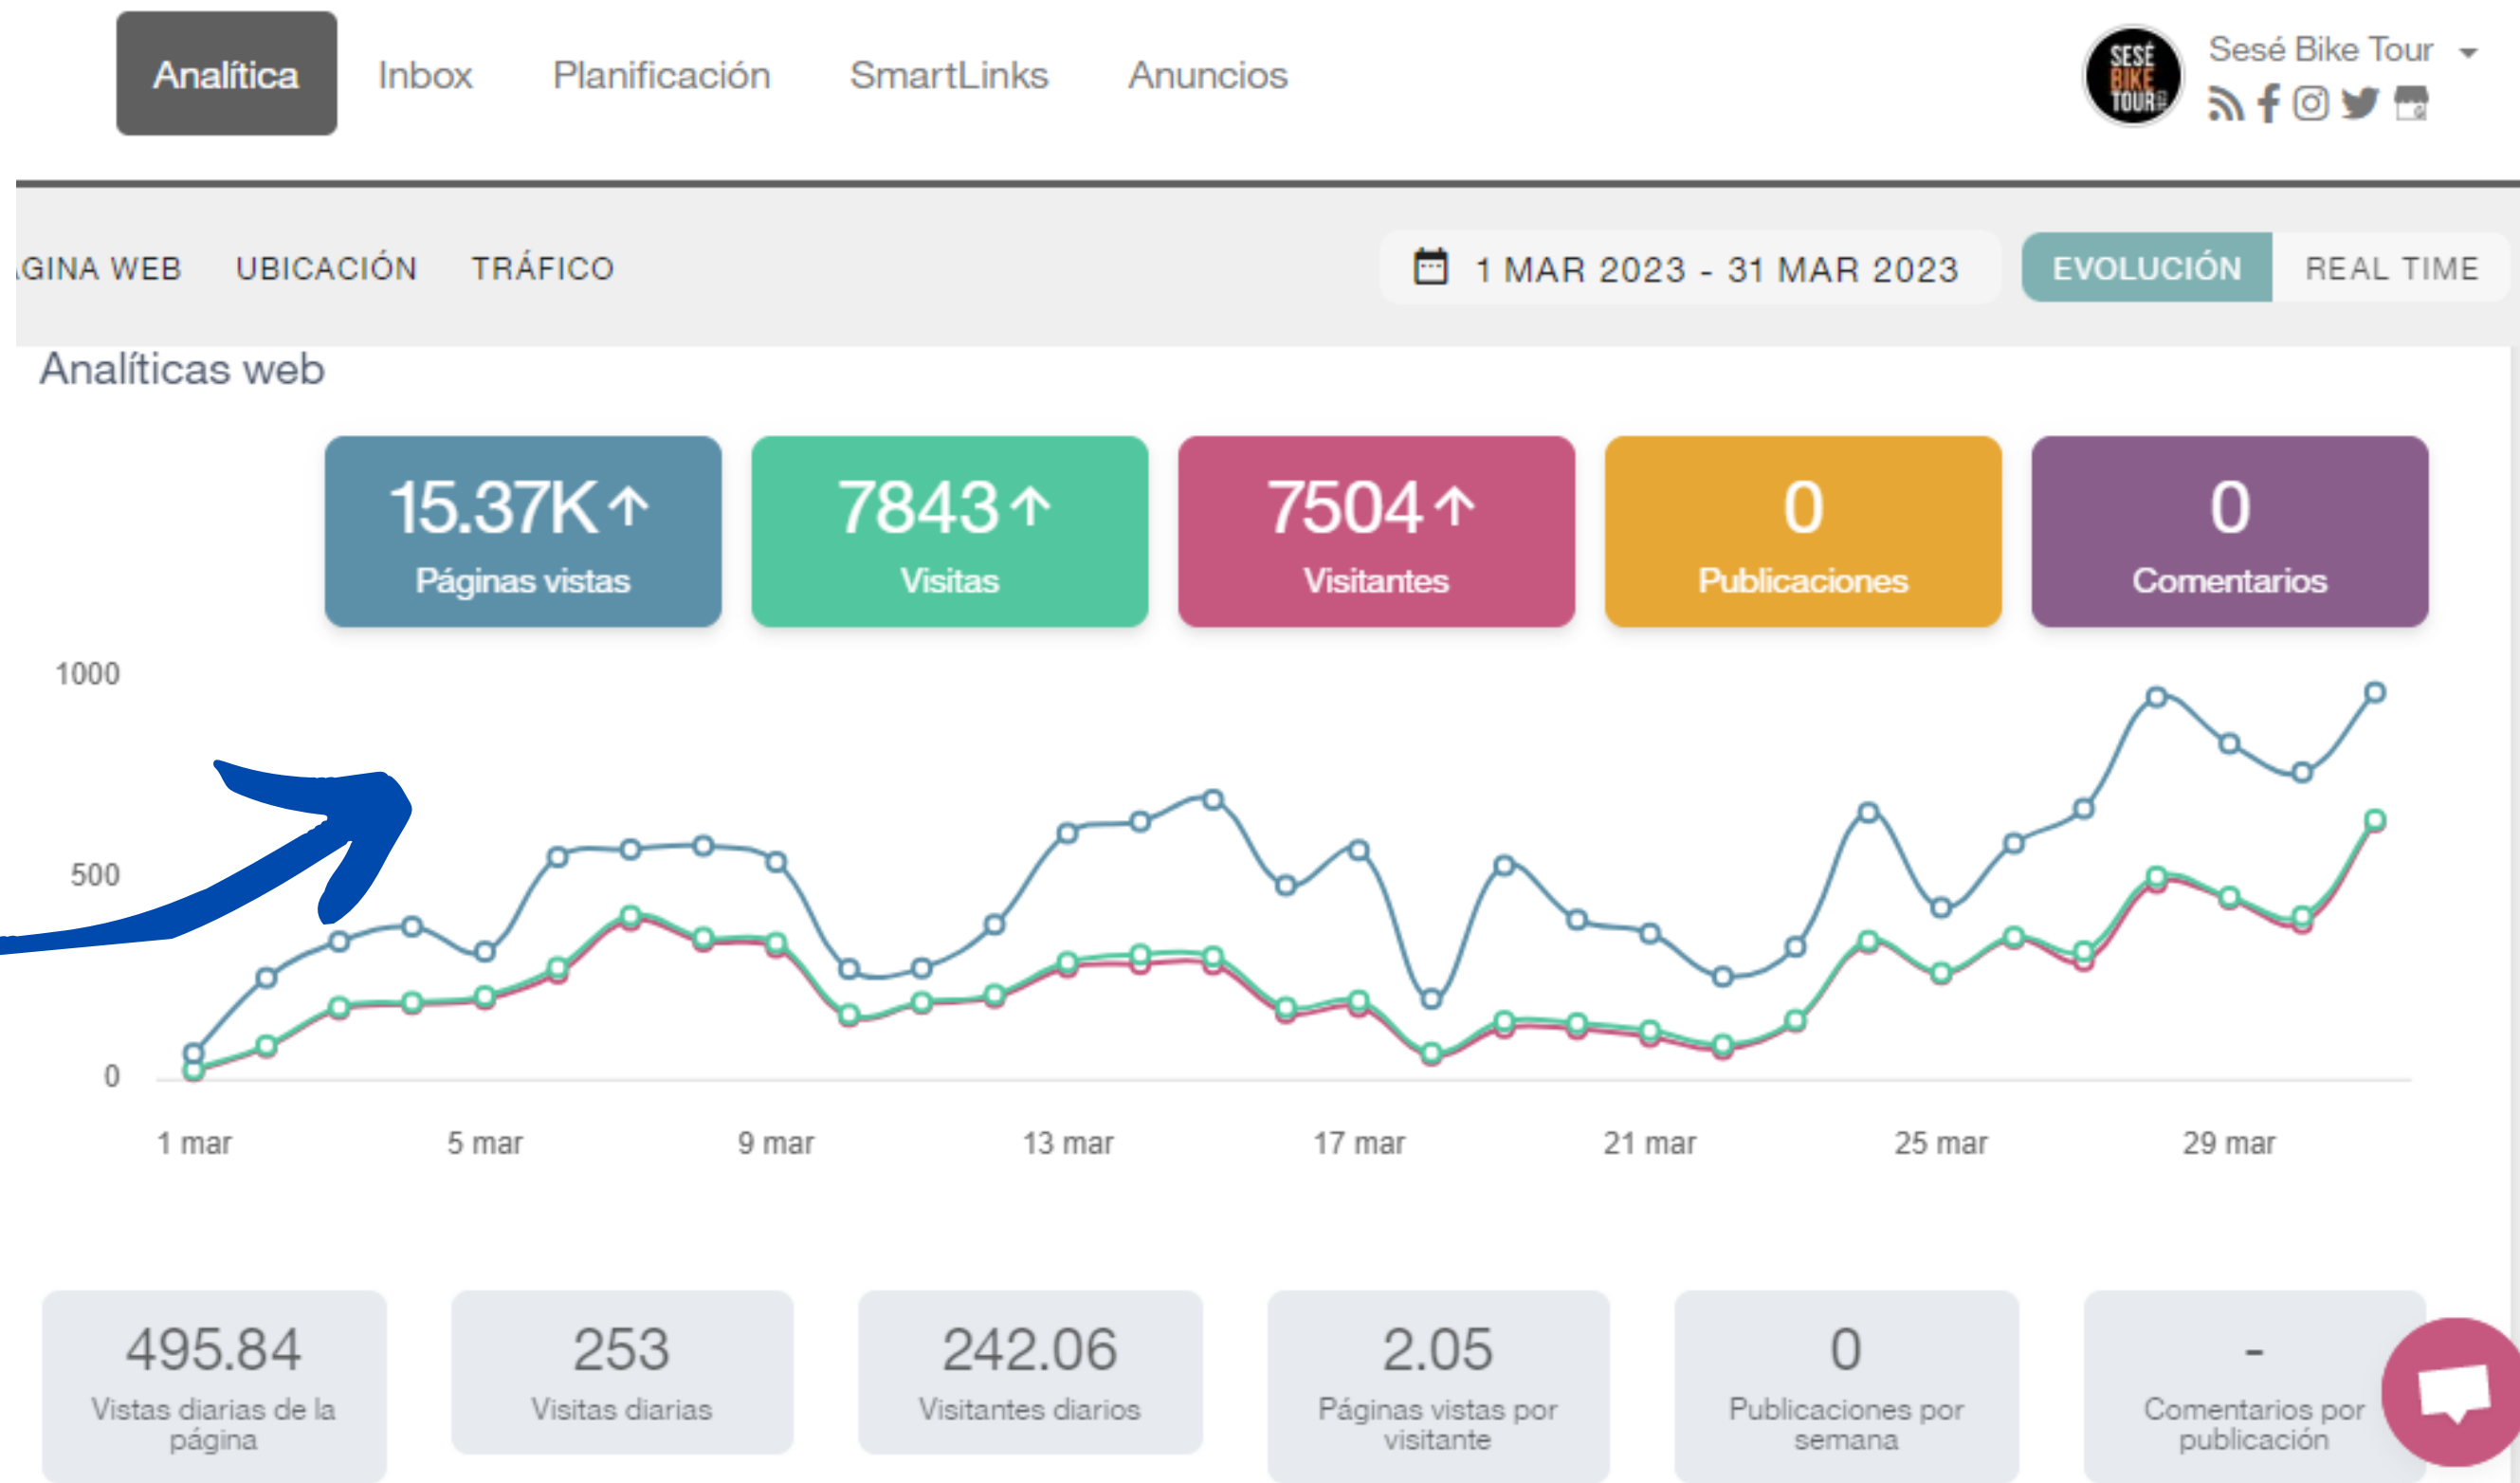 Analítica Inbox Planificación SmartLinks Anuncios
SESÉ
BIKE
TOUR
Sesé Bike Tour
ÁGINA WEB UBICACIÓN TRÁFICO 1 MAR 2023 - 31 MAR 2023 EVOLUCIÓN REAL TIME
Analíticas web
15.37K↑ 7843↑ 7504↑ 0 0
Páginas vistas Visitas Visitantes Publicaciones Comentarios
1000
500
0
1 mar 5 mar 9 mar 13 mar 17 mar 21 mar 25 mar 29 mar
495.84 253 242.06 2.05 0 -
Vistas diarias de la Visitas diarias Visitantes diarios Páginas vistas por Publicaciones por Comentarios por
página visitante semana publicación